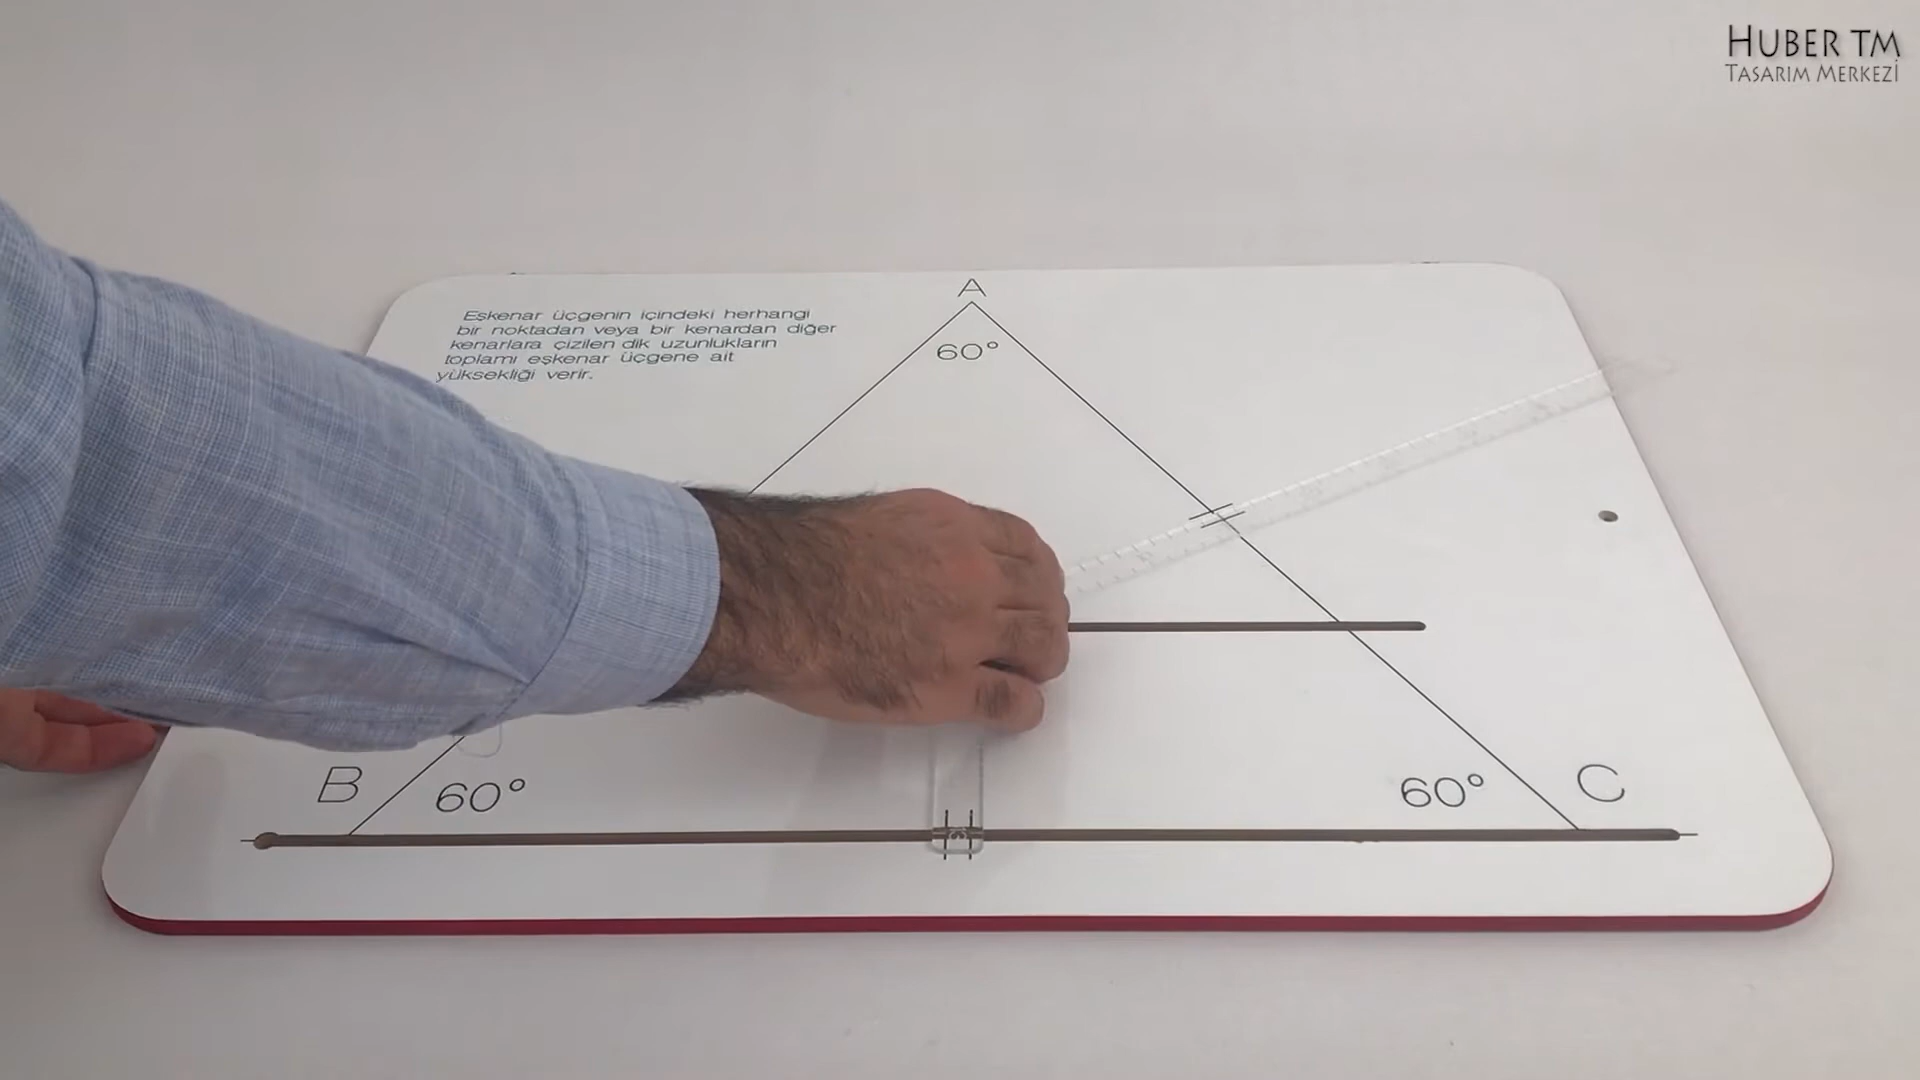 HUBER TM
TASARIM MERKEZİ
A
Eşkenar üçgenin içindeki herhangi
bir noktadan veya bir kenardan diğer
kenarlara çizilen dik uzunlukların
toplamı eşkenar üçgene ait
yüksekliği verir.
60°
B
60°
60°
C